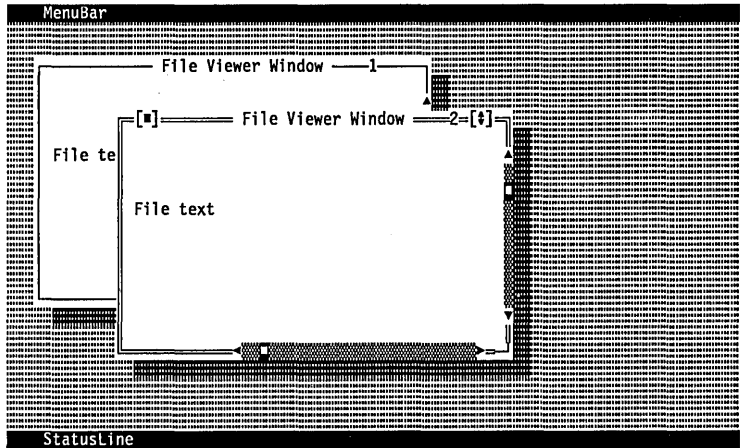 MenuBar
File Viewer Window 1
[■] File Viewer Window 2 [↕]
File te
File text
StatusLine